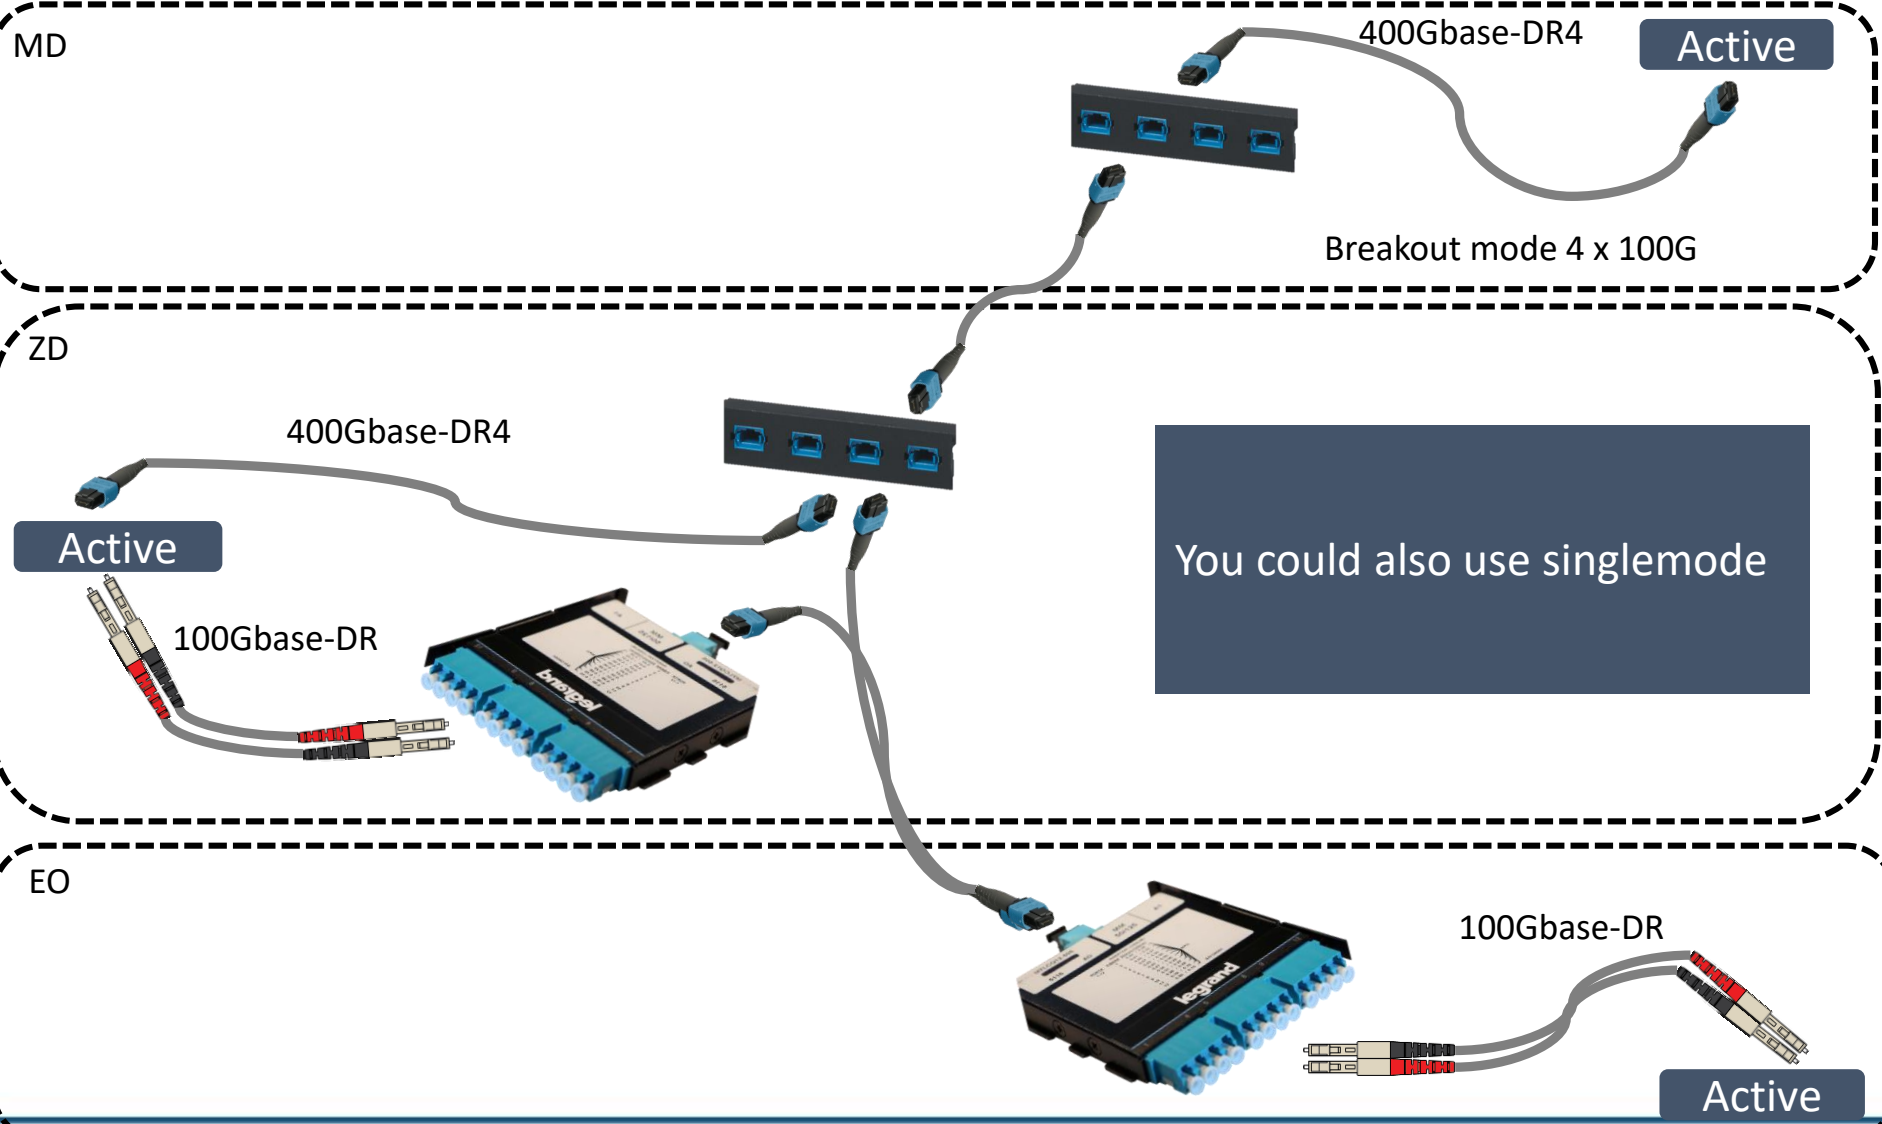 MD
400Gbase-DR4
Active
Breakout mode 4 x 100G
ZD
400Gbase-DR4
Active
100Gbase-DR
legrand
You could also use singlemode
EO
100Gbase-DR
legrand
Active